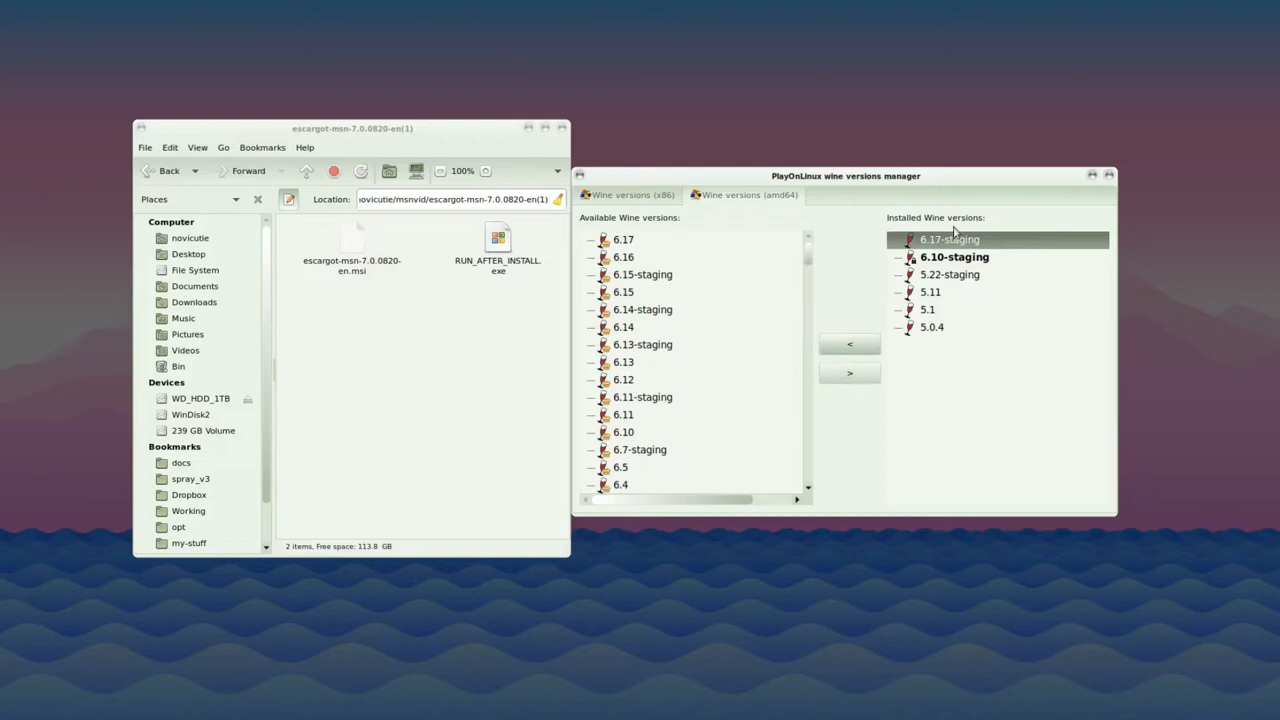 escargot-msn-7.0.0820-en(1)
File Edit View Go Bookmarks Help
Back Forward 100%
Places Location: ıovicutie/msnvid/escargot-msn-7.0.0820-en(1)
Computer
novicutie
Desktop
File System
Documents
Downloads
Music
Pictures
Videos
Bin
Devices
WD_HDD_1TB
WinDisk2
239 GB Volume
Bookmarks
docs
spray_v3
Dropbox
Working
opt
my-stuff
escargot-msn-7.0.0820-
en.msi
RUN_AFTER_INSTALL.
exe
2 items, Free space: 113.8 GB
PlayOnLinux wine versions manager
Wine versions (x86) Wine versions (amd64)
Available Wine versions:
6.17
6.16
6.15-staging
6.15
6.14-staging
6.14
6.13-staging
6.13
6.12
6.11-staging
6.11
6.10
6.7-staging
6.5
6.4
<
>
Installed Wine versions:
6.17-staging
6.10-staging
5.22-staging
5.11
5.1
5.0.4